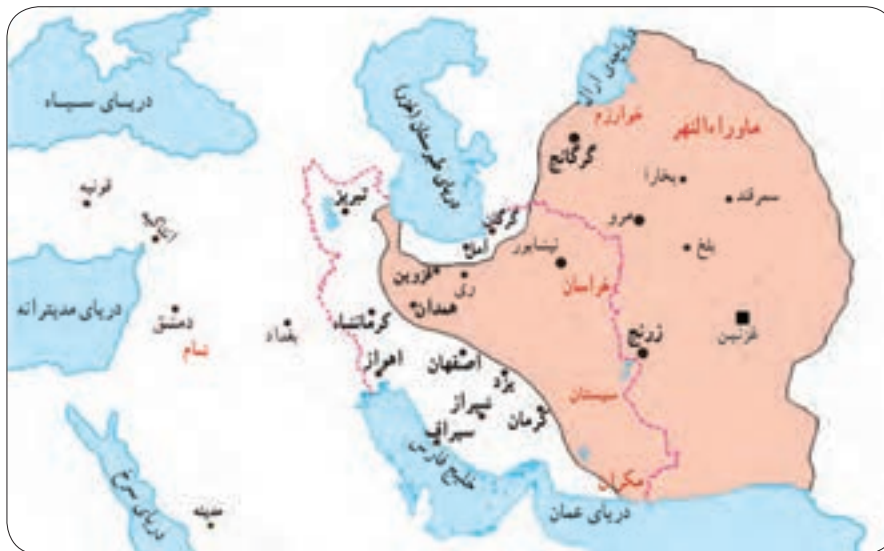 دریای سیاه
دریاچه‌ی آرال
خوارزم
ماوراءالنهر
دریای طبرستان (خزر)
گرگانج
بخارا
سمرقند
قونیه
تبریز
انتاکیه
گرگان
مرو
آمل
نیشابور
بلخ
قزوین
ری
خراسان
همدان
دریای مدیترانه
دمشق
شام
بغداد
کرمانشاه
غزنین
زرنج
اهواز
اصفهان
یزد
سیستان
شیراز
کرمان
سیراف
خلیج فارس
مکران
دریای عمان
دریای سرخ
مدینه